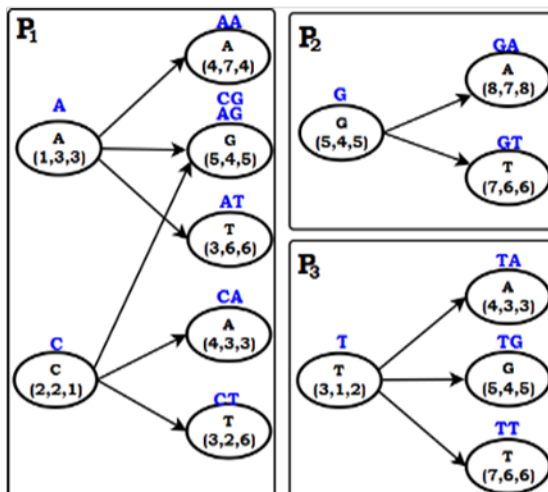 P1
AA
A
(4,7,4)
A
A
(1,3,3)
CG
AG
G
(5,4,5)
AT
T
(3,6,6)
C
C
(2,2,1)
CA
A
(4,3,3)
CT
T
(3,2,6)
P2
G
G
(5,4,5)
GA
A
(8,7,8)
GT
T
(7,6,6)
P3
T
T
(3,1,2)
TA
A
(4,3,3)
TG
G
(5,4,5)
TT
T
(7,6,6)